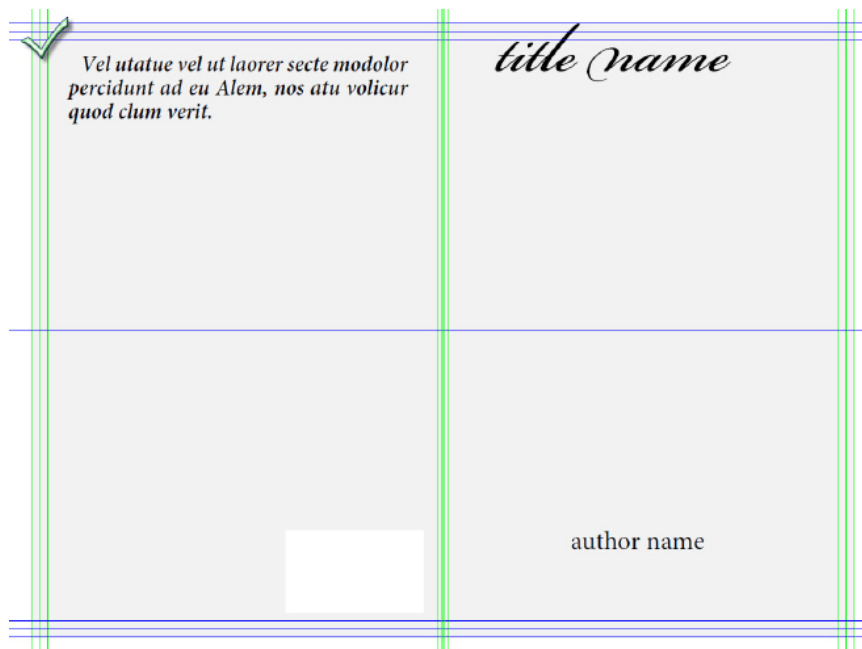 Vel utatue vel ut laorer secte modolor
percidunt ad eu Alem, nos atu volicur
quod clum verit.
title name
author name